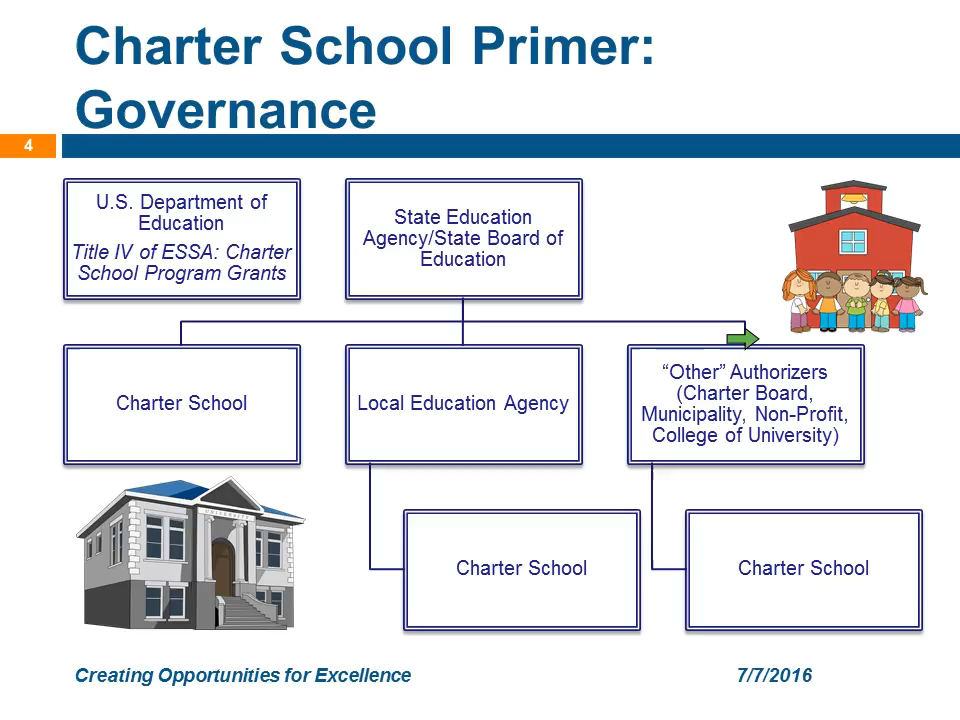 Charter School Primer:
Governance
4
U.S. Department of
Education
Title IV of ESSA: Charter
School Program Grants
State Education
Agency/State Board of
Education
Charter School
Local Education Agency
“Other” Authorizers
(Charter Board,
Municipality, Non-Profit,
College of University)
Charter School
Charter School
Creating Opportunities for Excellence
7/7/2016